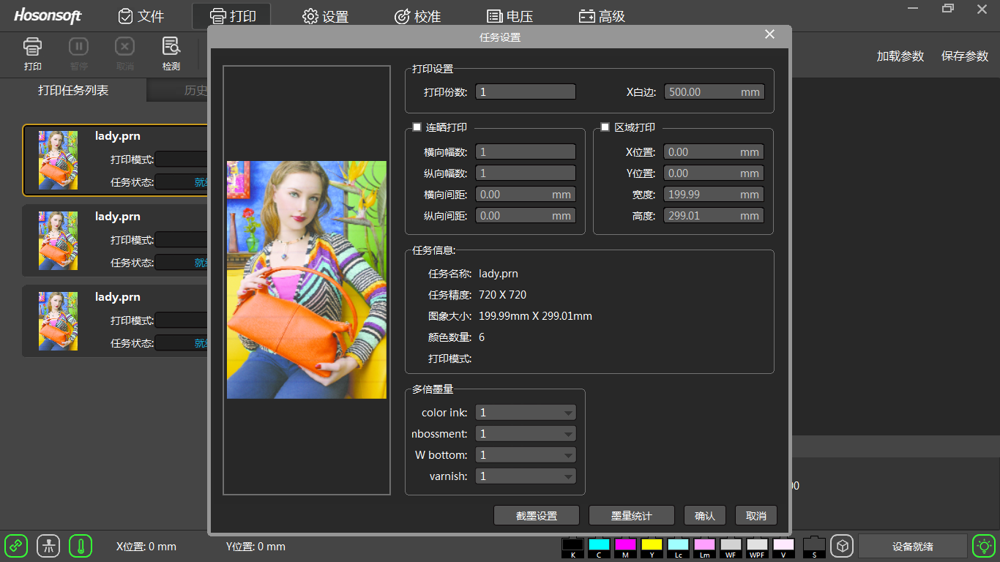 Hosonsoft 文件 打印 设置 校准 电压 高级
任务设置
打印 暂停 取消 检测 加载参数 保存参数
打印任务列表 历史
lady.prn
打印模式:
任务状态:
lady.prn
打印模式:
任务状态:
lady.prn
打印模式:
任务状态:
打印设置
打印份数: 1 X白边: 500.00 mm
连晒打印 区域打印
横向幅数: 1 X位置: 0.00 mm
纵向幅数: 1 Y位置: 0.00 mm
横向间距: 0.00 mm 宽度: 199.99 mm
纵向间距: 0.00 mm 高度: 299.01 mm
任务信息:
任务名称: lady.prn
任务精度: 720 X 720
图象大小: 199.99mm X 299.01mm
颜色数量: 6
打印模式:
多倍墨量
color ink: 1
nbossment: 1
W bottom: 1
varnish: 1
截墨设置 墨量统计 确认 取消
X位置: 0 mm Y位置: 0 mm K C M Y Lc Lm WF WPF V S 设备就绪